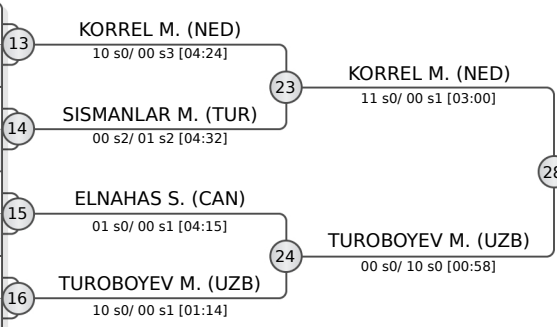 KORREL M. (NED)
13
10 s0/ 00 s3 [04:24]
23
KORREL M. (NED)
11 s0/ 00 s1 [03:00]
SISMANLAR M. (TUR)
14
00 s2/ 01 s2 [04:32]
28
ELNAHAS S. (CAN)
15
01 s0/ 00 s1 [04:15]
24
TUROBOYEV M. (UZB)
00 s0/ 10 s0 [00:58]
TUROBOYEV M. (UZB)
16
10 s0/ 00 s1 [01:14]